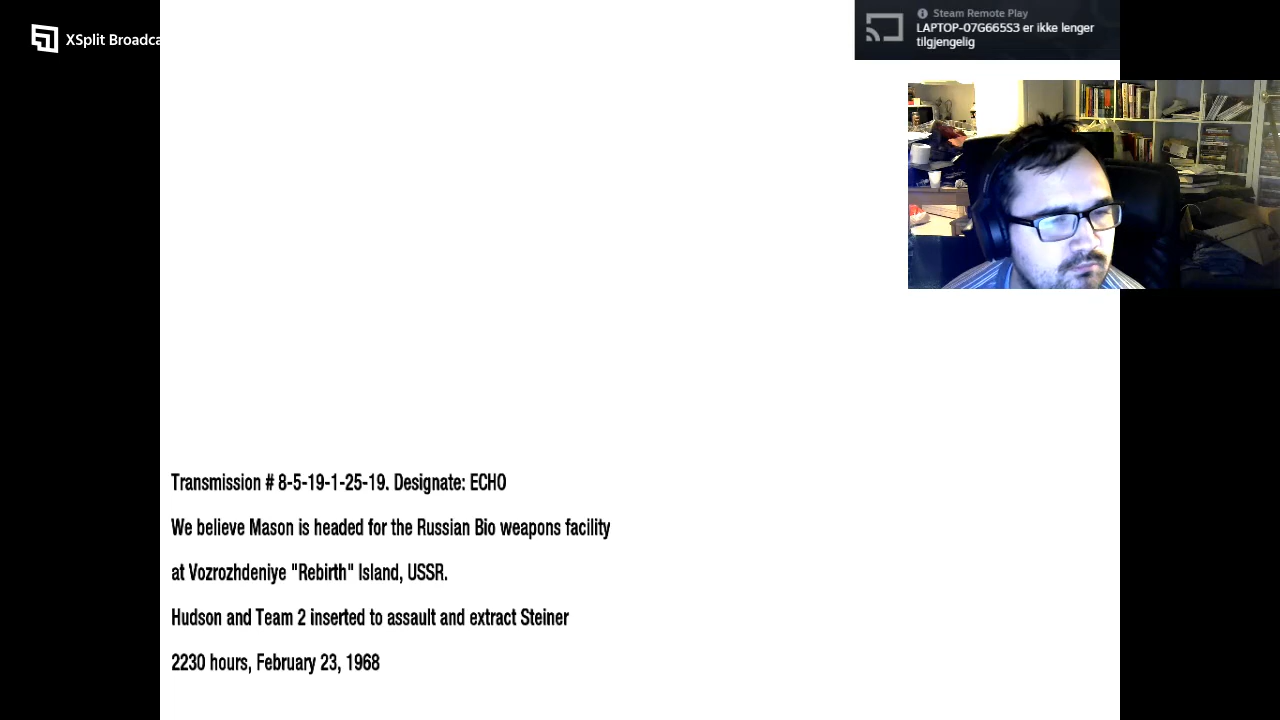 XSplit Broadca
Steam Remote Play
LAPTOP-07G665S3 er ikke lenger
tilgjengelig
Transmission # 8-5-19-1-25-19. Designate: ECHO
We believe Mason is headed for the Russian Bio weapons facility
at Vozrozhdeniye "Rebirth" Island, USSR.
Hudson and Team 2 inserted to assault and extract Steiner
2230 hours, February 23, 1968